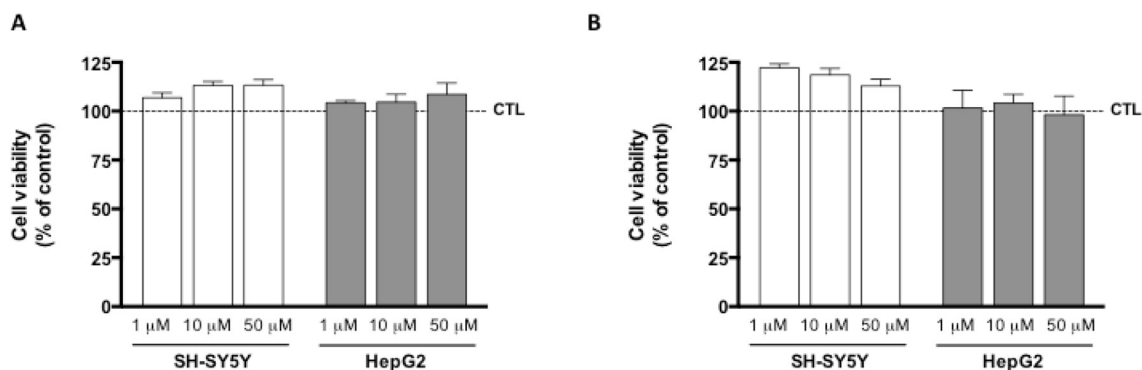 A
Cell viability
(% of control)
125
100
75
50
25
0
CTL
1 μM 10 μM 50 μM 1 μM 10 μM 50 μM
SH-SY5Y HepG2
B
Cell viability
(% of control)
125
100
75
50
25
0
CTL
1 μM 10 μM 50 μM 1 μM 10 μM 50 μM
SH-SY5Y HepG2